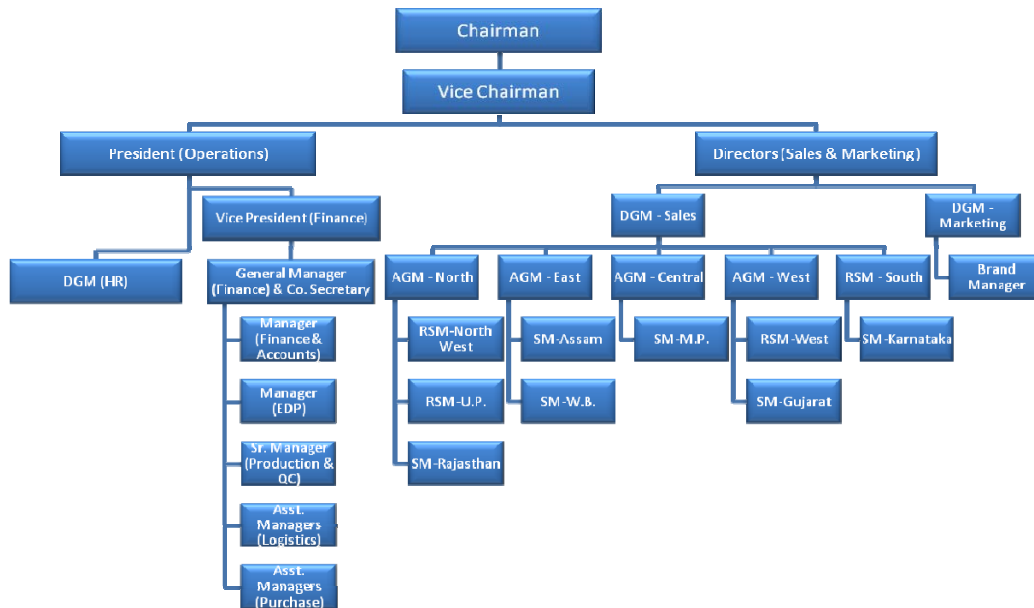 Chairman
Vice Chairman
President (Operations)
Directors (Sales & Marketing)
Vice President (Finance)
DGM - Sales
DGM -
Marketing
DGM (HR)
General Manager
(Finance) & Co. Secretary
AGM - North
AGM - East
AGM - Central
AGM - West
RSM - South
Brand
Manager
Manager
(Finance &
Accounts)
RSM-North
West
SM-Assam
SM-M.P.
RSM-West
SM-Karnataka
Manager
(EDP)
RSM-U.P.
SM-W.B.
SM-Gujarat
Sr. Manager
(Production &
QC)
SM-Rajasthan
Asst.
Managers
(Logistics)
Asst.
Managers
(Purchase)